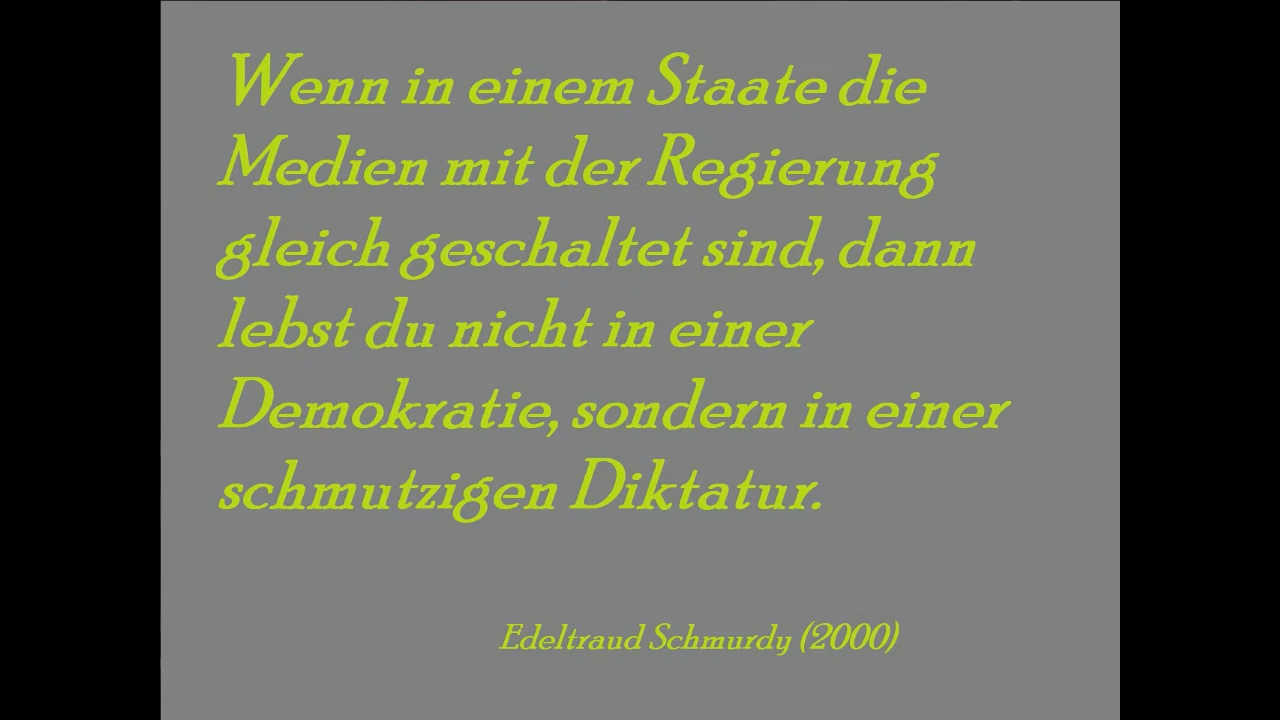 Wenn in einem Staate die
Medien mit der Regierung
gleich geschaltet sind, dann
lebst du nicht in einer
Demokratie, sondern in einer
schmutzigen Diktatur.
Edeltraud Schmurdy (2000)